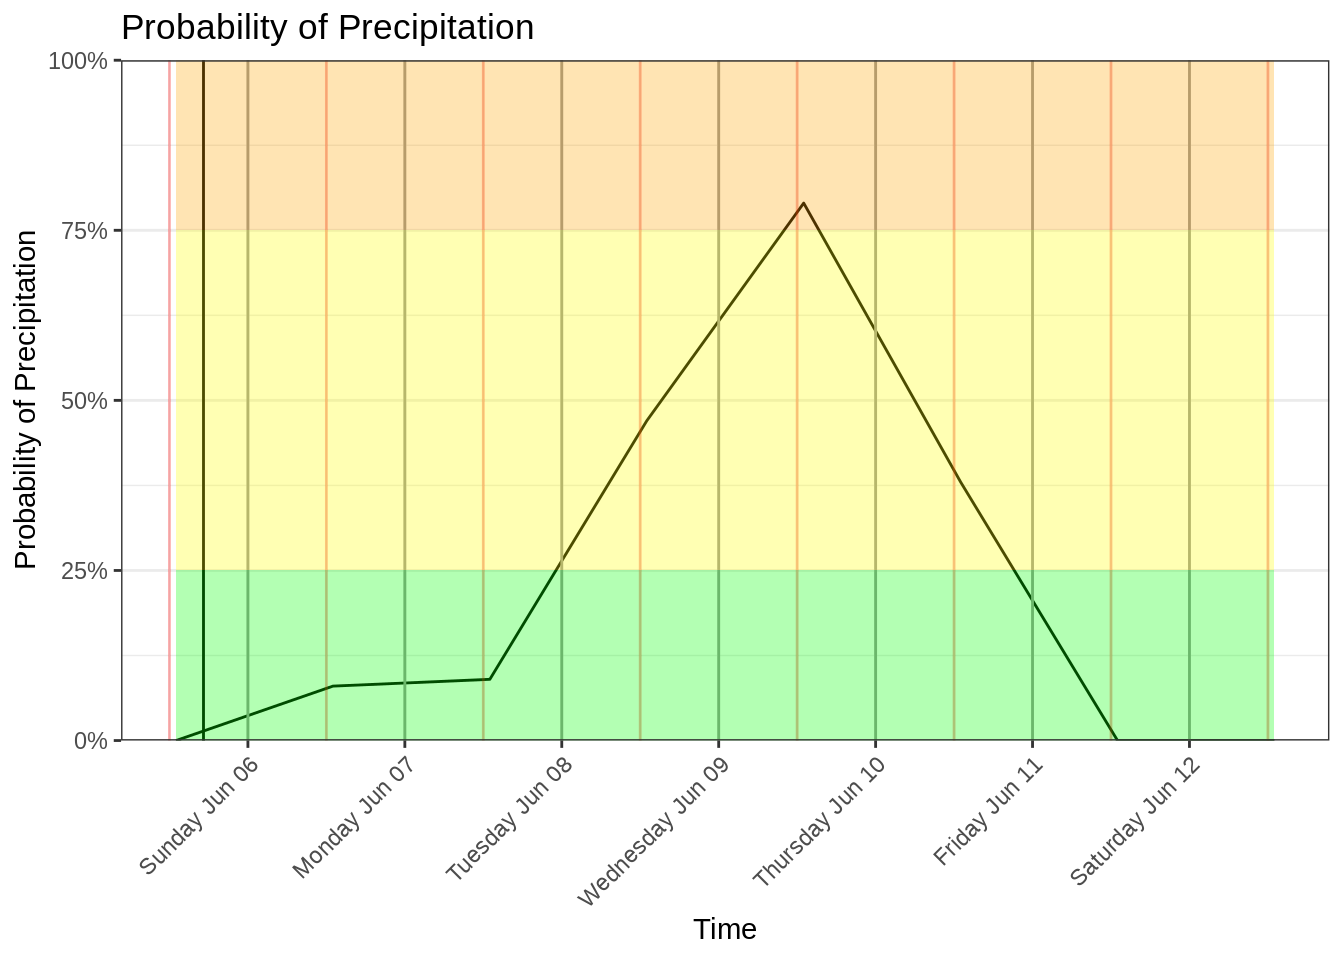 Probability of Precipitation
100%
75%
50%
25%
0%
Probability of Precipitation
Sunday Jun 06
Monday Jun 07
Tuesday Jun 08
Wednesday Jun 09
Thursday Jun 10
Friday Jun 11
Saturday Jun 12
Time